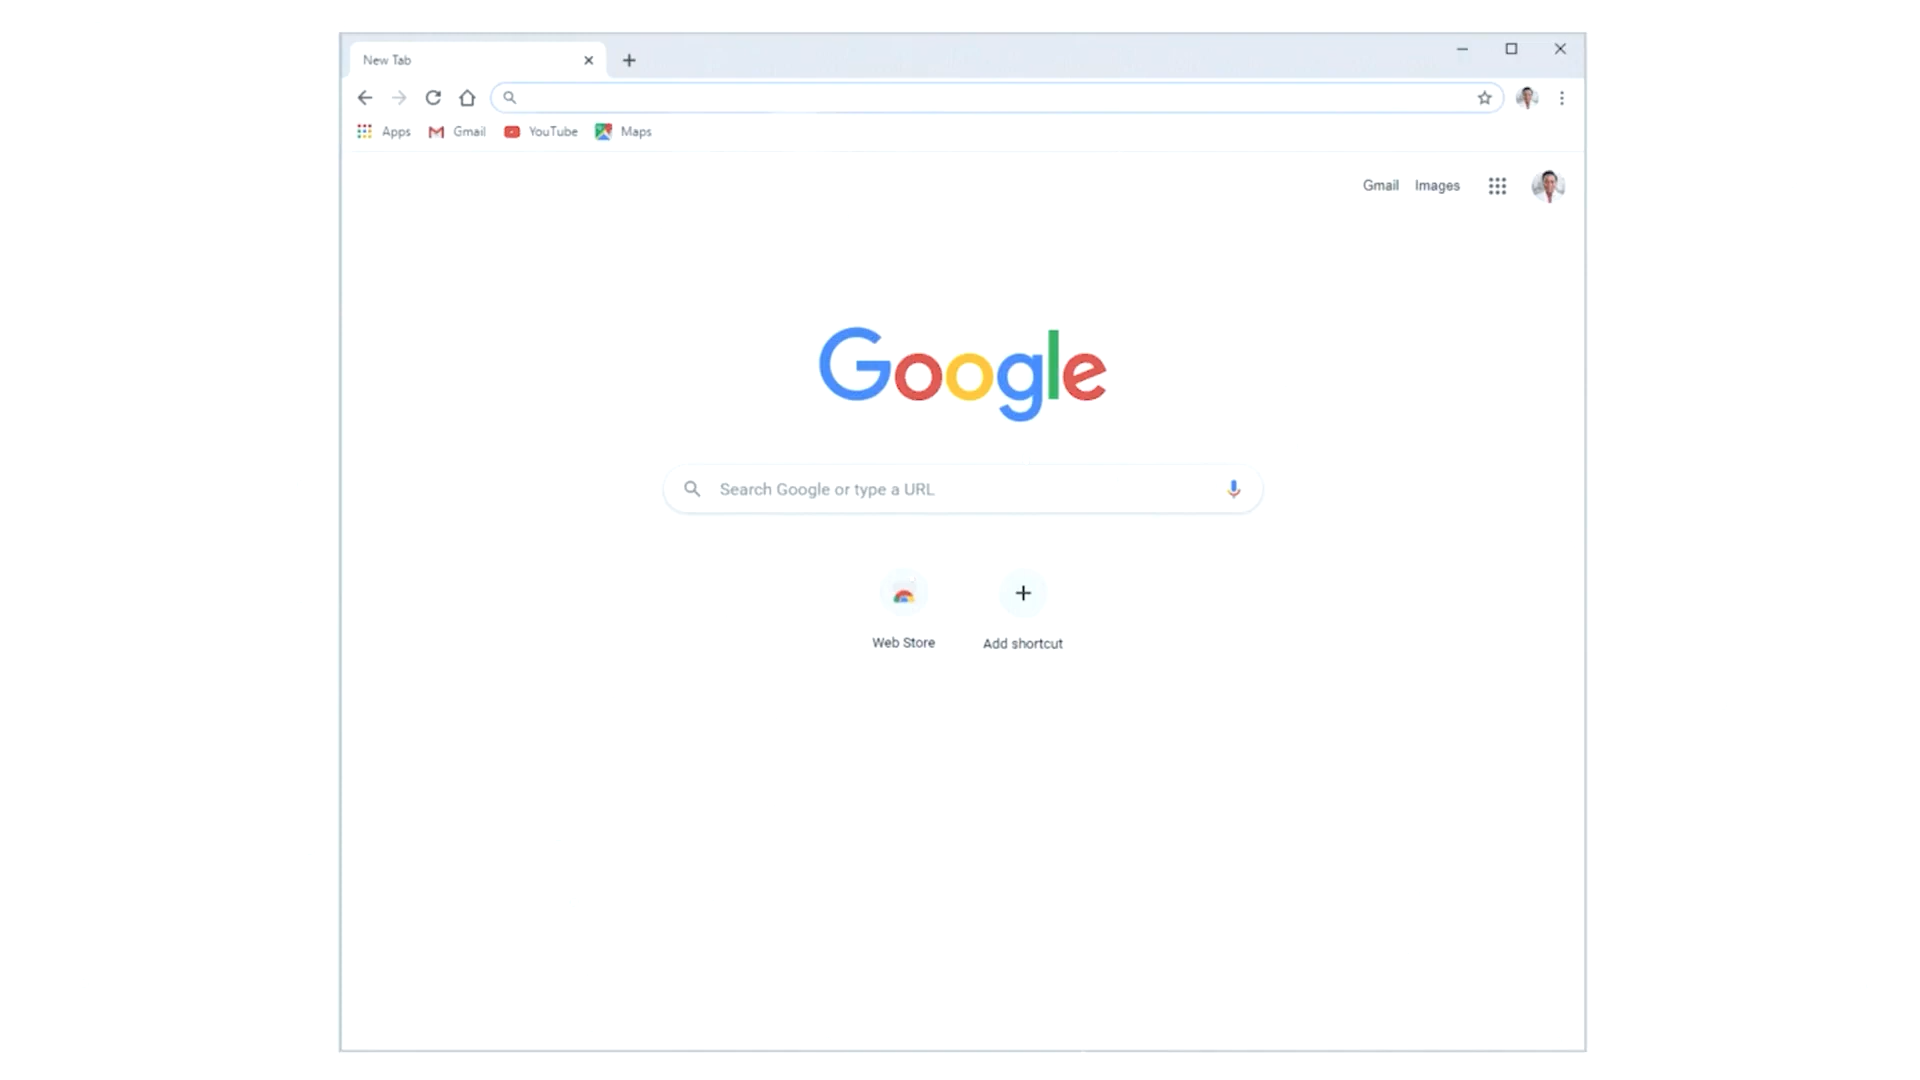 New Tab
Apps Gmail YouTube Maps
Gmail Images
Google
Search Google or type a URL
Web Store Add shortcut